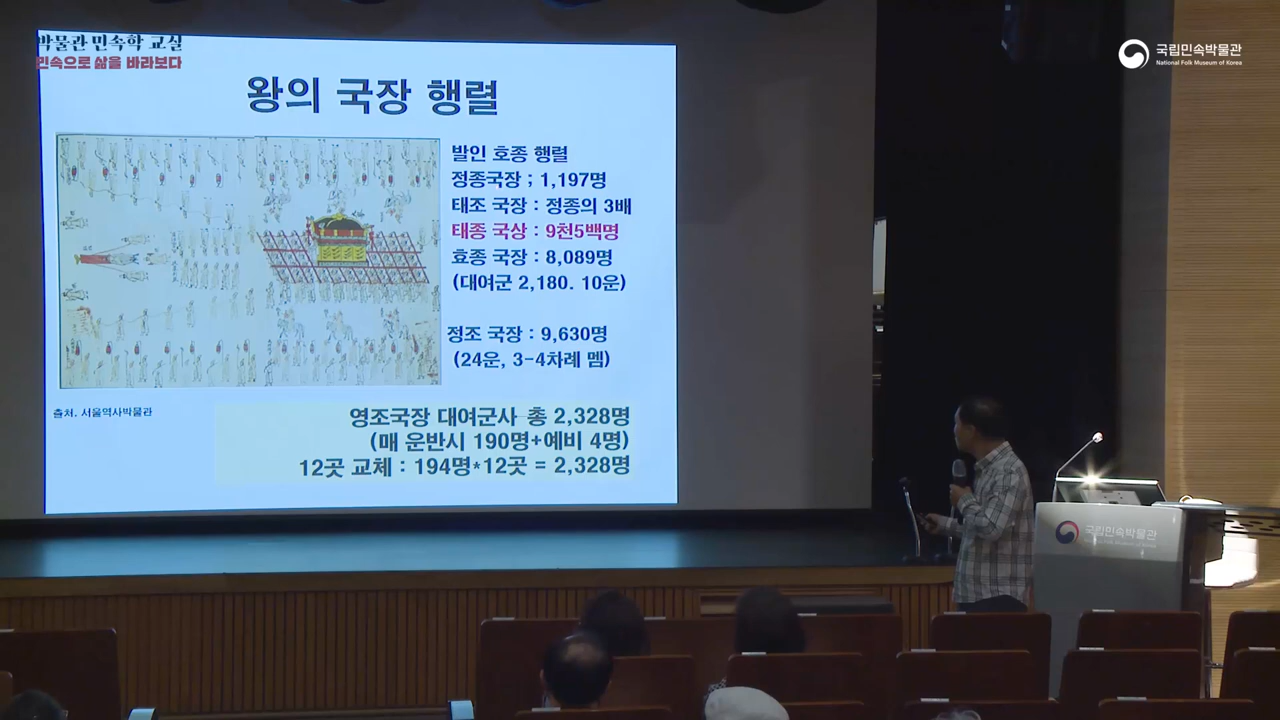 박물관 민속학 교실
민속으로 삶을 바라보다
왕의 국장 행렬
발인 호종 행렬
정종국장 ; 1,197명
태조 국장 : 정종의 3배
태종 국상 : 9천5백명
효종 국장 : 8,089명
(대여군 2,180. 10운)
정조 국장 : 9,630명
(24운, 3-4차례 멤)
출처. 서울역사박물관
영조국장 대여군사 총 2,328명
(매 운반시 190명+예비 4명)
12곳 교체 : 194명*12곳 = 2,328명
국립민속박물관
National Folk Museum of Korea
국립민속박물관
National Folk Museum of Korea